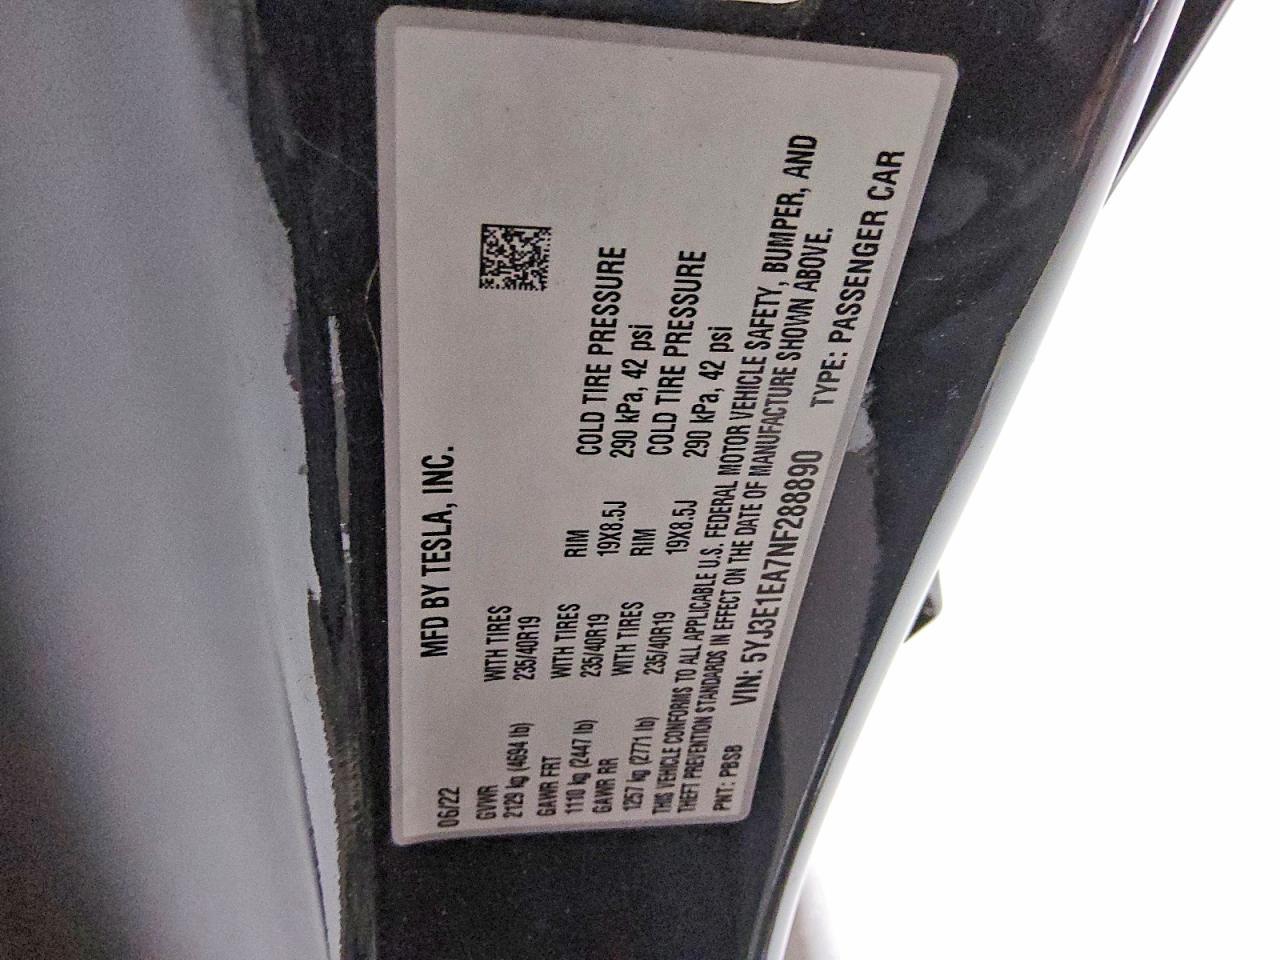 MFD BY TESLA, INC.
06/22
GVWR
2129 kg (4694 lb)
WITH TIRES
235/40R19
RIM
19X8.5J
COLD TIRE PRESSURE
290 kPa, 42 psi
GAWR FRT
1110 kg (2447 lb)
WITH TIRES
235/40R19
RIM
19X8.5J
COLD TIRE PRESSURE
290 kPa, 42 psi
GAWR RR
1257 kg (2771 lb)
WITH TIRES
235/40R19
THIS VEHICLE CONFORMS TO ALL APPLICABLE U.S. FEDERAL MOTOR VEHICLE SAFETY, BUMPER, AND
THEFT PREVENTION STANDARDS IN EFFECT ON THE DATE OF MANUFACTURE SHOWN ABOVE.
PNT: PBSB VIN: 5YJ3E1EA7NF288890 TYPE: PASSENGER CAR